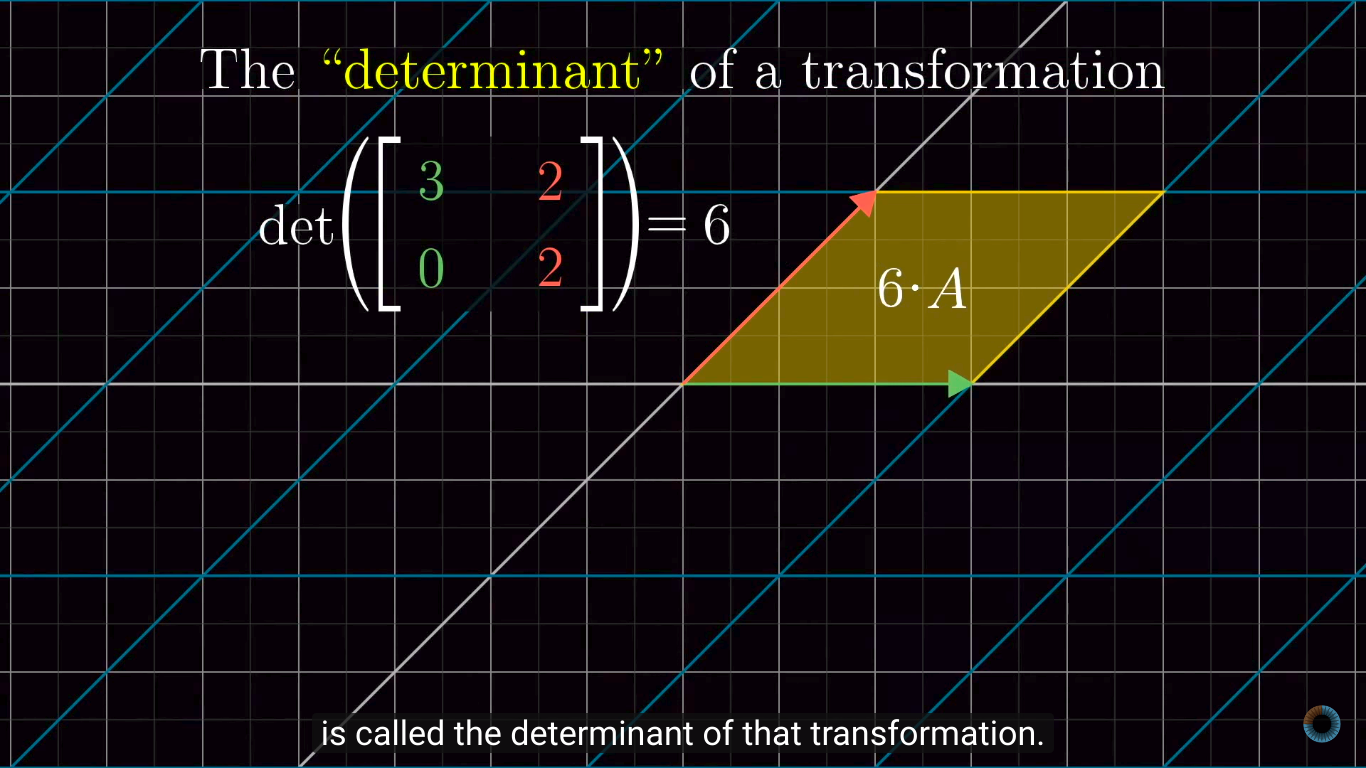 The “determinant” of a transformation
det([3 2
0 2]) = 6
6 · A
is called the determinant of that transformation.